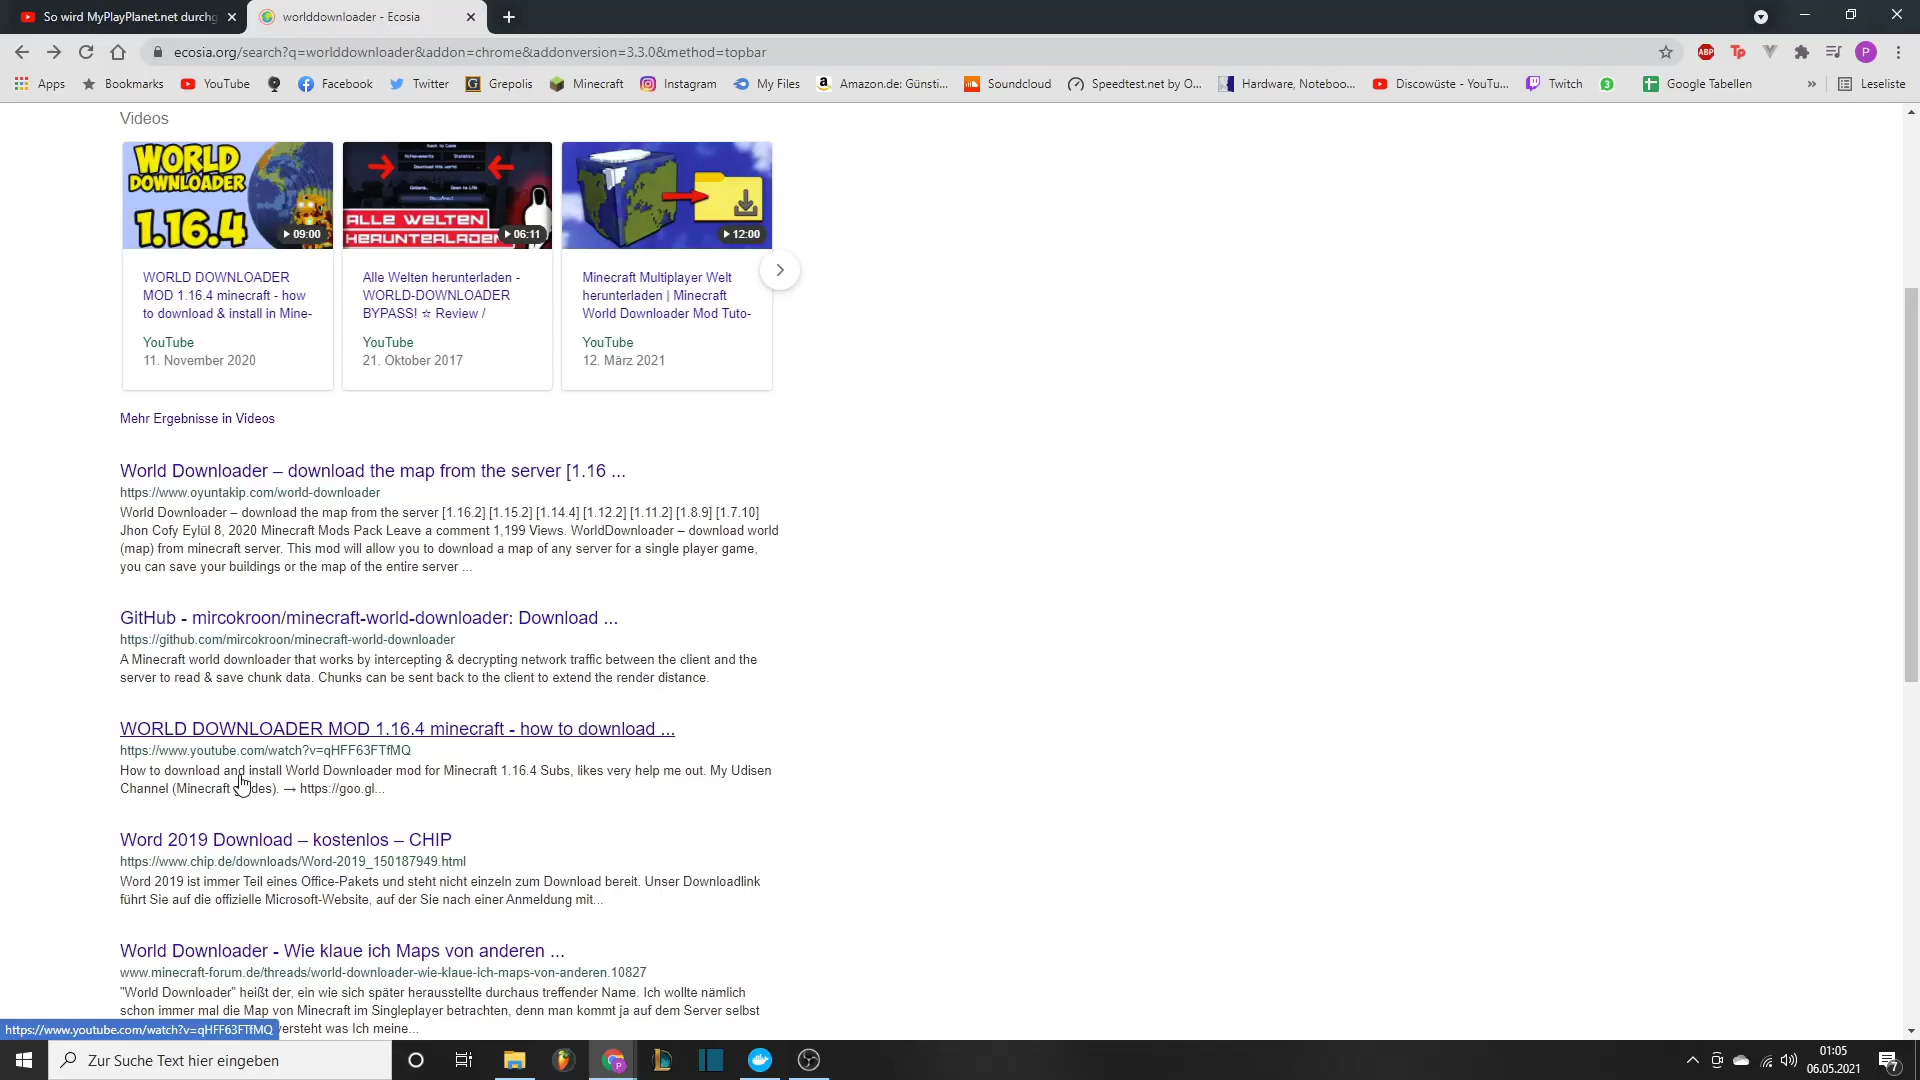 So wird MyPlayPlanet.net durchg
worlddownloader - Ecosia
ecosia.org/search?q=worlddownloader&addon=chrome&addonversion=3.3.0&method=topbar
ABP
TP
P
Apps
Bookmarks
YouTube
Facebook
Twitter
Grepolis
Minecraft
Instagram
My Files
Amazon.de: Günsti...
Soundcloud
Speedtest.net by O...
Hardware, Noteboo...
Discowüste - YouTu...
Twitch
3
Google Tabellen
»
Leseliste
Videos
WORLD
DOWNLOADER
1.16.4
09:00
Back to Game
Achievements
Statistics
Download this world
Options...
Open to LAN
Disconnect
ALLE WELTEN
HERUNTERLADEN
06:11
12:00
WORLD DOWNLOADER
MOD 1.16.4 minecraft - how
to download & install in Mine-
YouTube
11. November 2020
Alle Welten herunterladen -
WORLD-DOWNLOADER
BYPASS! ☆ Review /
YouTube
21. Oktober 2017
Minecraft Multiplayer Welt
herunterladen | Minecraft
World Downloader Mod Tuto-
YouTube
12. März 2021
Mehr Ergebnisse in Videos
World Downloader – download the map from the server [1.16 ...
https://www.oyuntakip.com/world-downloader
World Downloader – download the map from the server [1.16.2] [1.15.2] [1.14.4] [1.12.2] [1.11.2] [1.8.9] [1.7.10]
Jhon Cofy Eylül 8, 2020 Minecraft Mods Pack Leave a comment 1,199 Views. WorldDownloader – download world
(map) from minecraft server. This mod will allow you to download a map of any server for a single player game,
you can save your buildings or the map of the entire server ...
GitHub - mircokroon/minecraft-world-downloader: Download ...
https://github.com/mircokroon/minecraft-world-downloader
A Minecraft world downloader that works by intercepting & decrypting network traffic between the client and the
server to read & save chunk data. Chunks can be sent back to the client to extend the render distance.
WORLD DOWNLOADER MOD 1.16.4 minecraft - how to download ...
https://www.youtube.com/watch?v=qHFF63FTfMQ
How to download and install World Downloader mod for Minecraft 1.16.4 Subs, likes very help me out. My Udisen
Channel (Minecraft des). → https://goo.gl...
Word 2019 Download – kostenlos – CHIP
https://www.chip.de/downloads/Word-2019_150187949.html
Word 2019 ist immer Teil eines Office-Pakets und steht nicht einzeln zum Download bereit. Unser Downloadlink
führt Sie auf die offizielle Microsoft-Website, auf der Sie nach einer Anmeldung mit...
World Downloader - Wie klaue ich Maps von anderen ...
www.minecraft-forum.de/threads/world-downloader-wie-klaue-ich-maps-von-anderen.10827
"World Downloader" heißt der, ein wie sich später herausstellte durchaus treffender Name. Ich wollte nämlich
schon immer mal die Map von Minecraft im Singleplayer betrachten, denn man kommt ja auf dem Server selbst
versteht was Ich meine...
https://www.youtube.com/watch?v=qHFF63FTfMQ
Zur Suche Text hier eingeben
01:05
06.05.2021
7